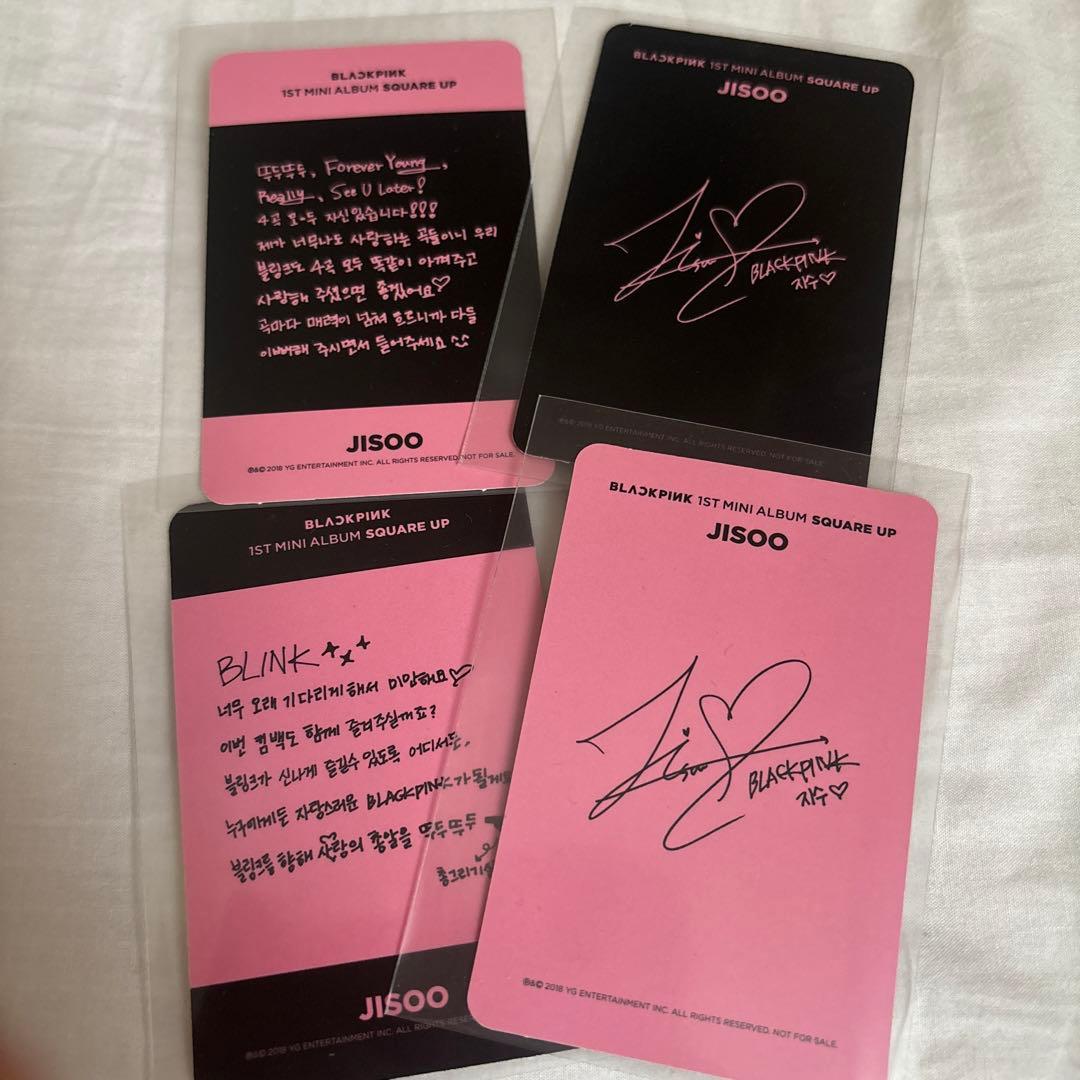 BLACKPINK
1ST MINI ALBUM SQUARE UP
뚜두뚜두, Forever Young,
Really, See U Later!
4곡 모두 자신있습니다!!!
제가 너무나도 사랑하는 곡들이니 우리
블링크도 4곡 모두 똑같이 아껴주고
사랑해 주셨으면 좋겠어요♡
곡마다 매력이 넘쳐 흐르니까 다들
이뻐해 주시면서 들어주세요
JISOO
℗&© 2018 YG ENTERTAINMENT INC. ALL RIGHTS RESERVED. NOT FOR SALE.
BLACKPINK 1ST MINI ALBUM SQUARE UP
JISOO
Jisoo
BLACKPINK
지수♡
℗&© 2018 YG ENTERTAINMENT INC. ALL RIGHTS RESERVED. NOT FOR SALE.
BLACKPINK
1ST MINI ALBUM SQUARE UP
BLINK
너무 오래 기다리게해서 미안해요♡
이번 컴백도 함께 즐겨주실꺼죠?
블링크가 신나게 즐길수 있도록 어디서든,
누구에게든 자랑스러운 BLACKPINK가 될게
블링크를 향해 사랑의 총알을 뚜두뚜두
총그리기
JISOO
℗&© 2018 YG ENTERTAINMENT INC. ALL RIGHTS RESE
BLACKPINK 1ST MINI ALBUM SQUARE UP
JISOO
Jisoo
BLACKPINK
지수♡
℗&© 2018 YG ENTERTAINMENT INC. ALL RIGHTS RESERVED. NOT FOR SALE.